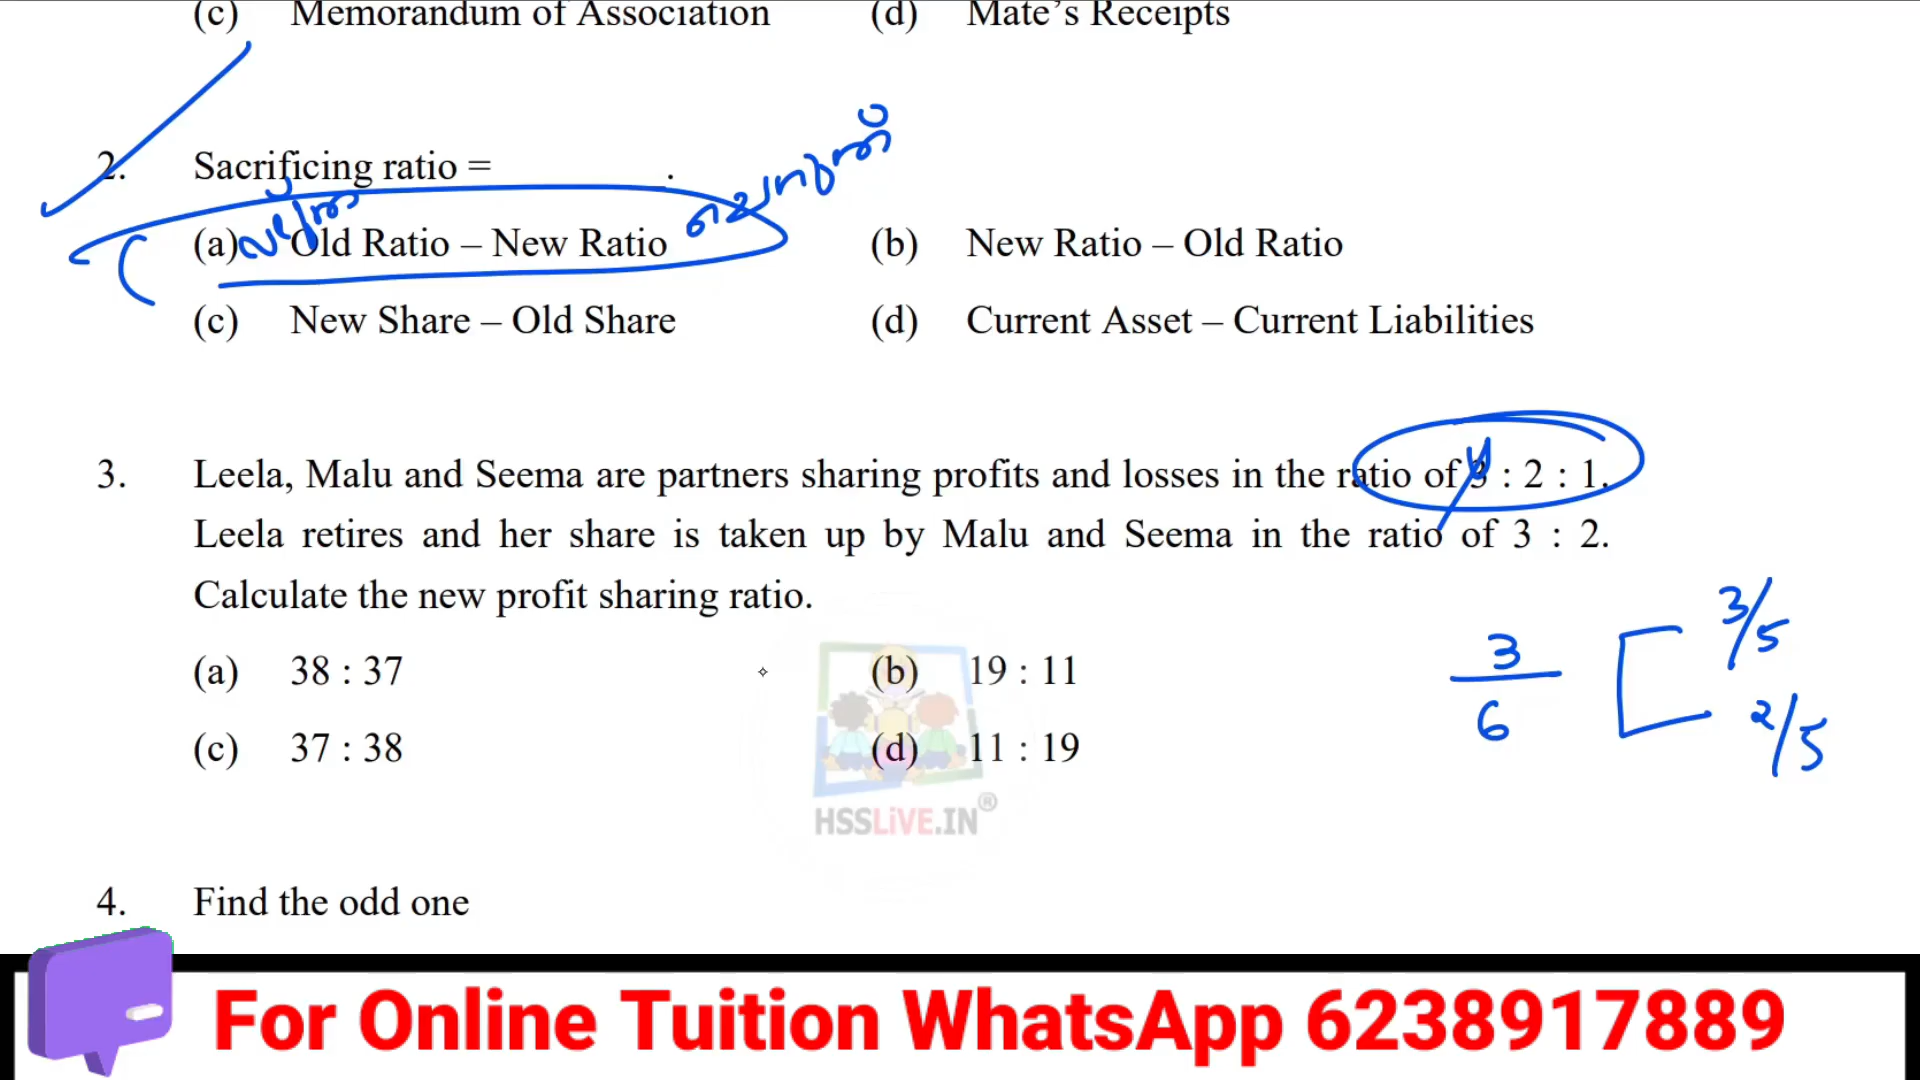 (c) Memorandum of Association (d) Mate's Receipts
2. Sacrificing ratio = .
(a) Old Ratio – New Ratio (b) New Ratio – Old Ratio
(c) New Share – Old Share (d) Current Asset – Current Liabilities
3. Leela, Malu and Seema are partners sharing profits and losses in the ratio of 3 : 2 : 1.
Leela retires and her share is taken up by Malu and Seema in the ratio of 3 : 2.
Calculate the new profit sharing ratio.
3/5
3/6
2/5
(a) 38 : 37 (b) 19 : 11
(c) 37 : 38 (d) 11 : 19
HSSLiVE.IN®
4. Find the odd one
For Online Tuition WhatsApp 6238917889